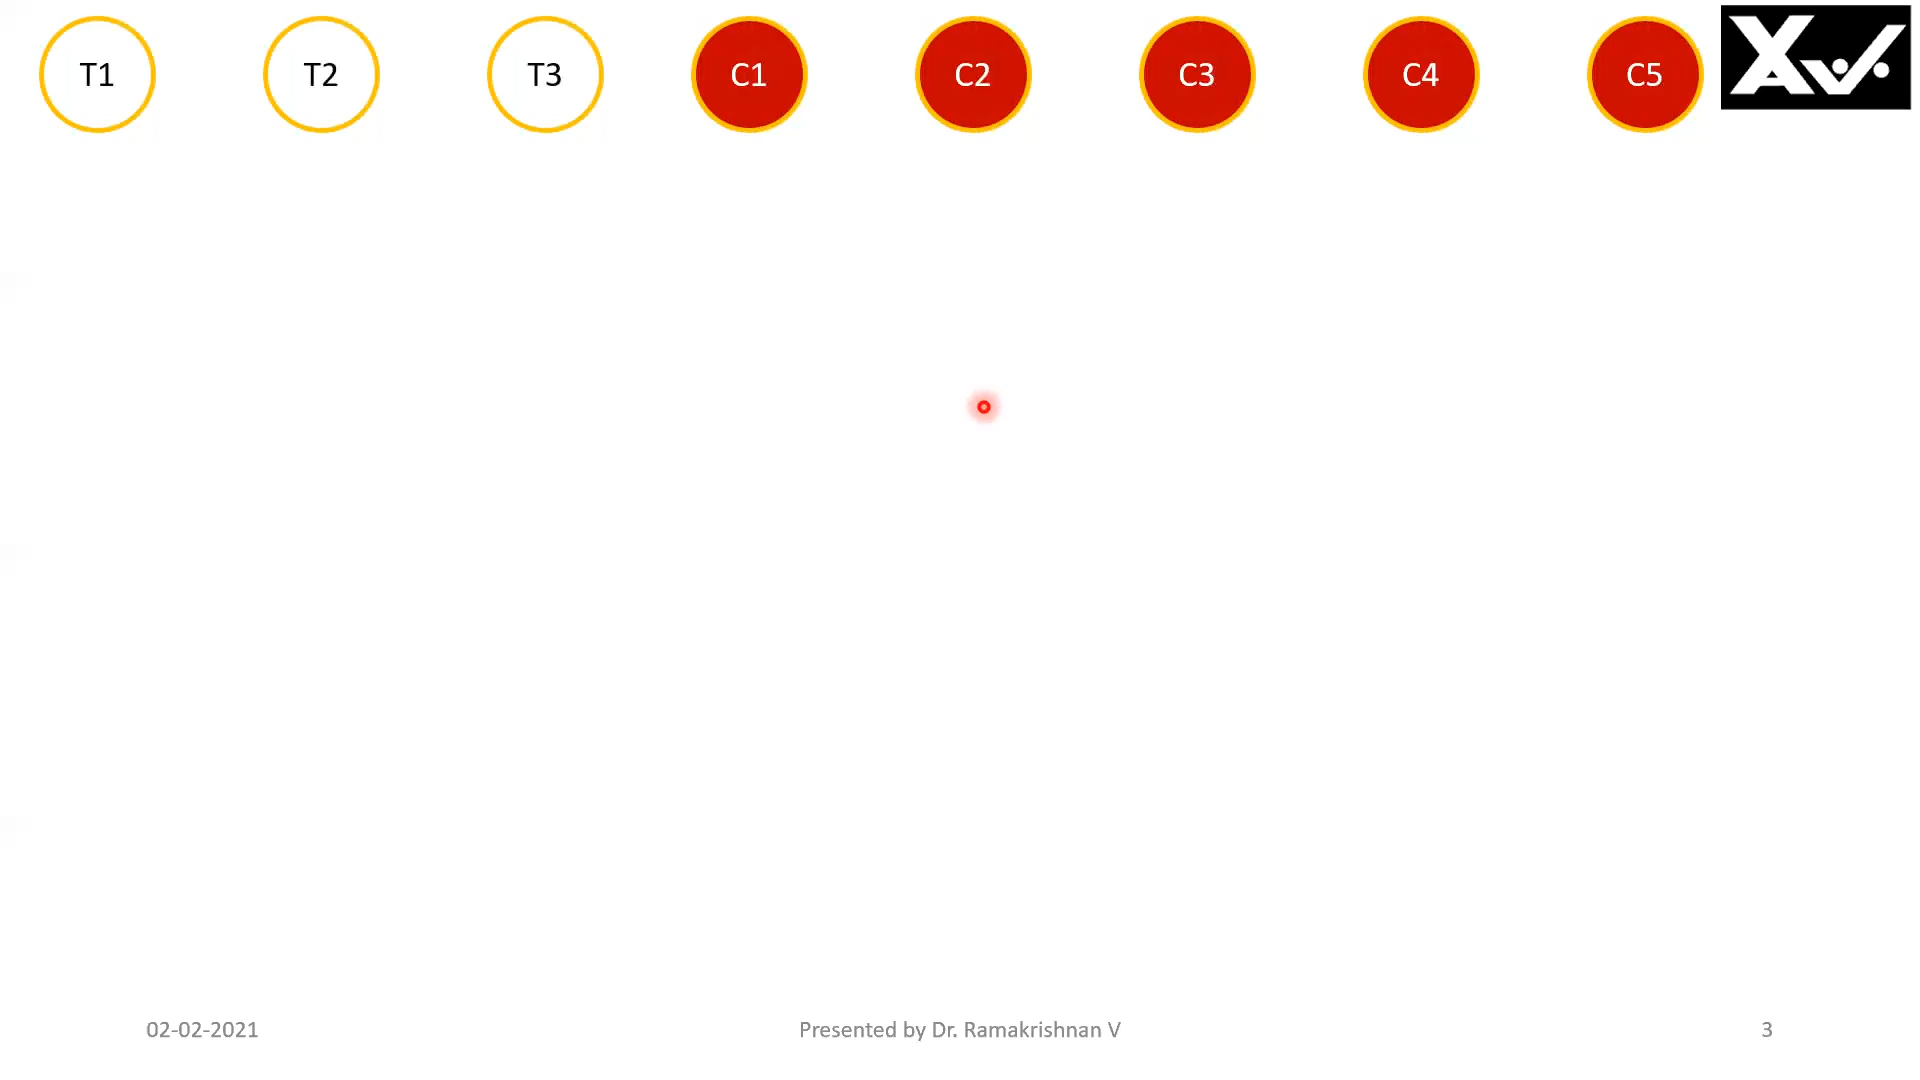 T1 T2 T3 C1 C2 C3 C4 C5
02-02-2021 Presented by Dr. Ramakrishnan V 3